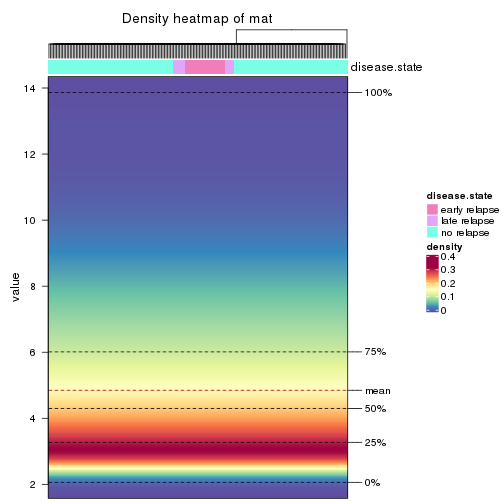 Density heatmap of mat
disease.state
14
12
10
8
6
4
2
value
100%
75%
mean
50%
25%
0%
disease.state
early relapse
late relapse
no relapse
density
0.4
0.3
0.2
0.1
0